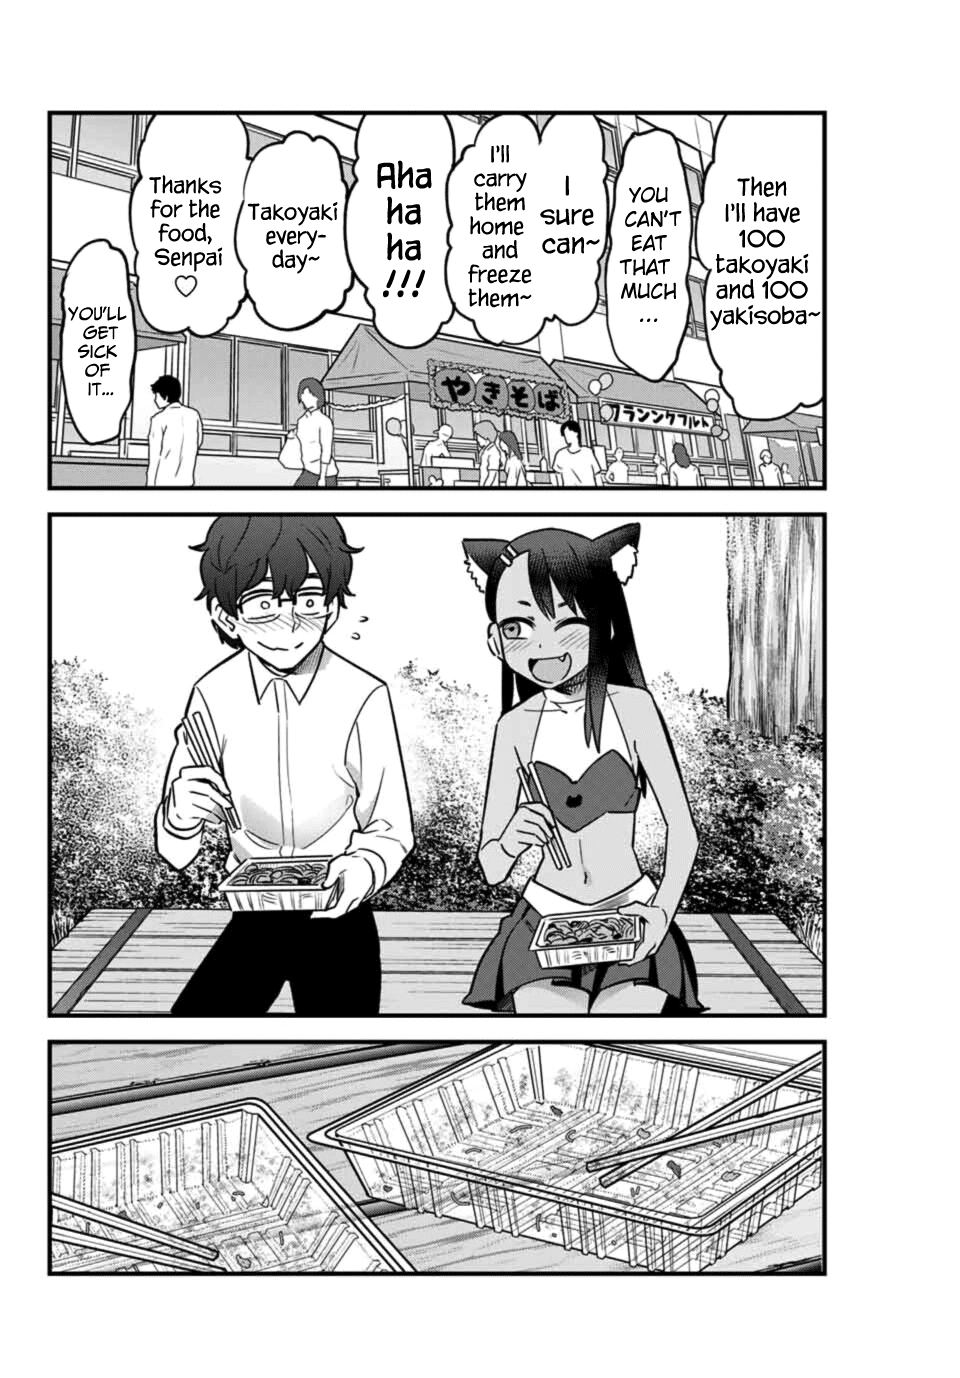 Then
I'll have
100
takoyaki
and 100
yakisoba~
YOU
CAN'T
EAT
THAT
MUCH
...
I
sure
can~
I'll
carry
them
home
and
freeze
them~
Aha
ha
ha
!!!
Takoyaki
every-
day~
Thanks
for the
food,
Senpai
♡
YOU'LL
GET
SICK
OF
IT...
やきそば
フランクフルト